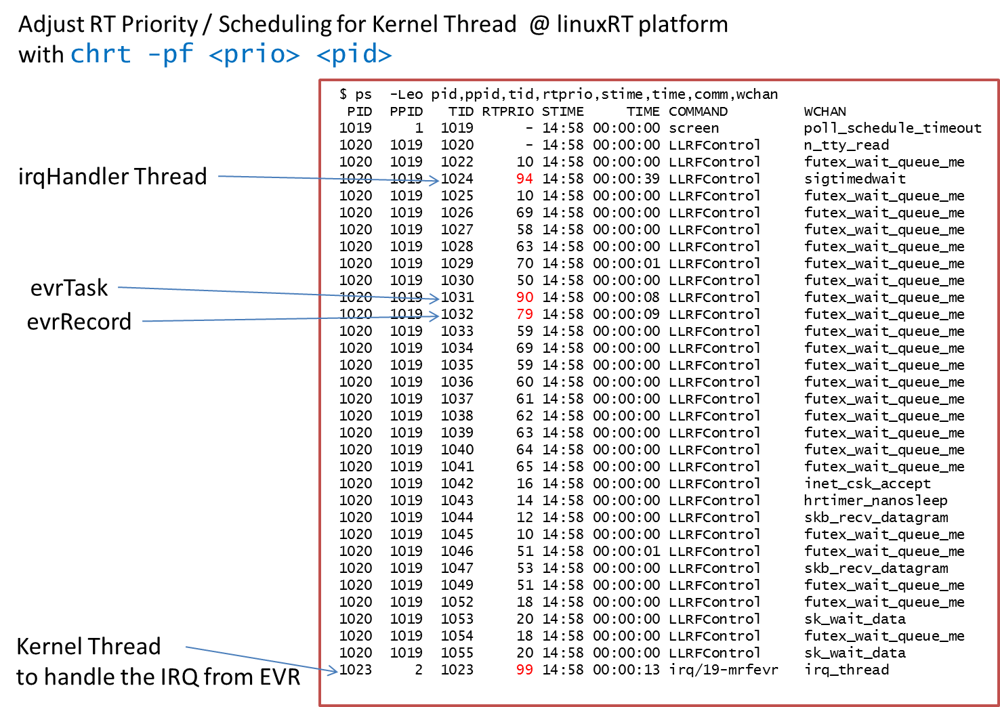 Adjust RT Priority / Scheduling for Kernel Thread @ linuxRT platform
with chrt -pf <prio> <pid>
$ ps -Leo pid,ppid,tid,rtprio,stime,time,comm,wchan
PID PPID TID RTPRIO STIME TIME COMMAND WCHAN
1019 1 1019 - 14:58 00:00:00 screen poll_schedule_timeout
1020 1019 1020 - 14:58 00:00:00 LLRFControl n_tty_read
1020 1019 1022 10 14:58 00:00:00 LLRFControl futex_wait_queue_me
irqHandler Thread
1020 1019 1024 94 14:58 00:00:39 LLRFControl sigtimedwait
1020 1019 1025 10 14:58 00:00:00 LLRFControl futex_wait_queue_me
1020 1019 1026 69 14:58 00:00:00 LLRFControl futex_wait_queue_me
1020 1019 1027 58 14:58 00:00:00 LLRFControl futex_wait_queue_me
1020 1019 1028 63 14:58 00:00:00 LLRFControl futex_wait_queue_me
1020 1019 1029 70 14:58 00:00:01 LLRFControl futex_wait_queue_me
1020 1019 1030 50 14:58 00:00:00 LLRFControl futex_wait_queue_me
evrTask
1020 1019 1031 90 14:58 00:00:08 LLRFControl futex_wait_queue_me
evrRecord
1020 1019 1032 79 14:58 00:00:09 LLRFControl futex_wait_queue_me
1020 1019 1033 59 14:58 00:00:00 LLRFControl futex_wait_queue_me
1020 1019 1034 69 14:58 00:00:00 LLRFControl futex_wait_queue_me
1020 1019 1035 59 14:58 00:00:00 LLRFControl futex_wait_queue_me
1020 1019 1036 60 14:58 00:00:00 LLRFControl futex_wait_queue_me
1020 1019 1037 61 14:58 00:00:00 LLRFControl futex_wait_queue_me
1020 1019 1038 62 14:58 00:00:00 LLRFControl futex_wait_queue_me
1020 1019 1039 63 14:58 00:00:00 LLRFControl futex_wait_queue_me
1020 1019 1040 64 14:58 00:00:00 LLRFControl futex_wait_queue_me
1020 1019 1041 65 14:58 00:00:00 LLRFControl futex_wait_queue_me
1020 1019 1042 16 14:58 00:00:00 LLRFControl inet_csk_accept
1020 1019 1043 14 14:58 00:00:00 LLRFControl hrtimer_nanosleep
1020 1019 1044 12 14:58 00:00:00 LLRFControl skb_recv_datagram
1020 1019 1045 10 14:58 00:00:00 LLRFControl futex_wait_queue_me
1020 1019 1046 51 14:58 00:00:01 LLRFControl futex_wait_queue_me
1020 1019 1047 53 14:58 00:00:00 LLRFControl skb_recv_datagram
1020 1019 1049 51 14:58 00:00:00 LLRFControl futex_wait_queue_me
1020 1019 1052 18 14:58 00:00:00 LLRFControl futex_wait_queue_me
1020 1019 1053 20 14:58 00:00:00 LLRFControl sk_wait_data
1020 1019 1054 18 14:58 00:00:00 LLRFControl futex_wait_queue_me
1020 1019 1055 20 14:58 00:00:00 LLRFControl sk_wait_data
Kernel Thread
to handle the IRQ from EVR
1023 2 1023 99 14:58 00:00:13 irq/19-mrfevr irq_thread